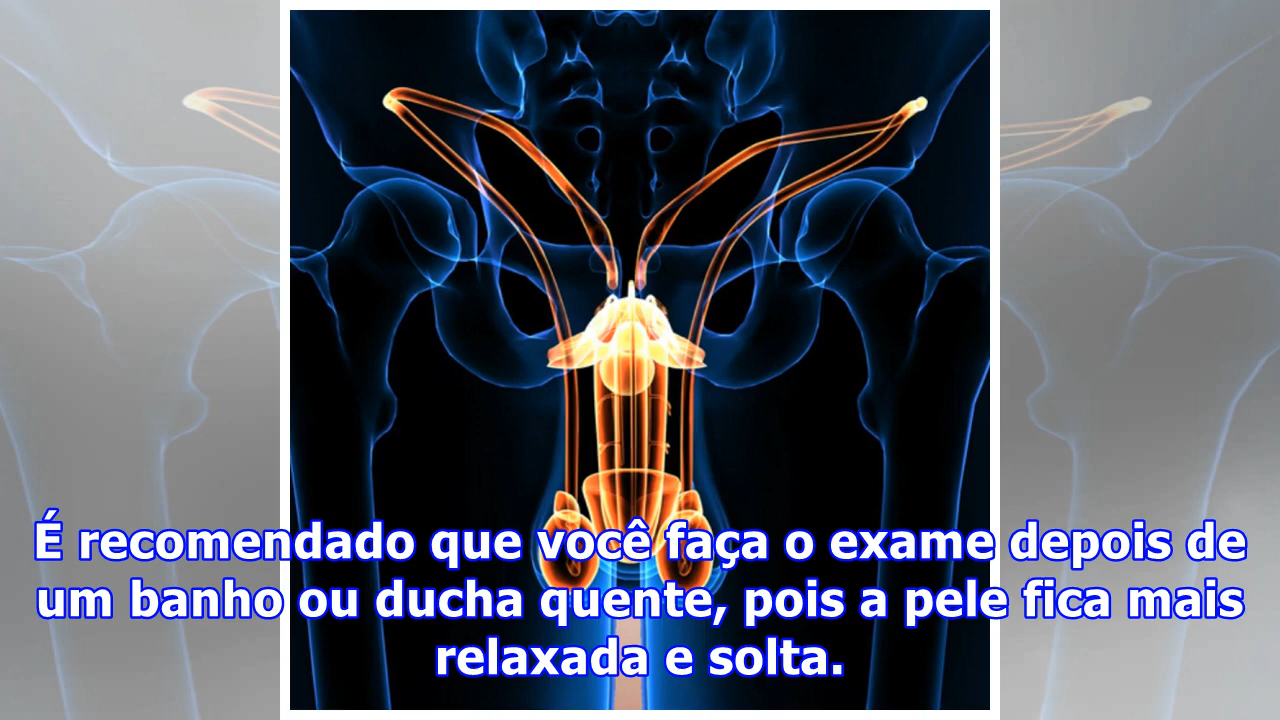 É recomendado que você faça o exame depois de
um banho ou ducha quente, pois a pele fica mais
relaxada e solta.